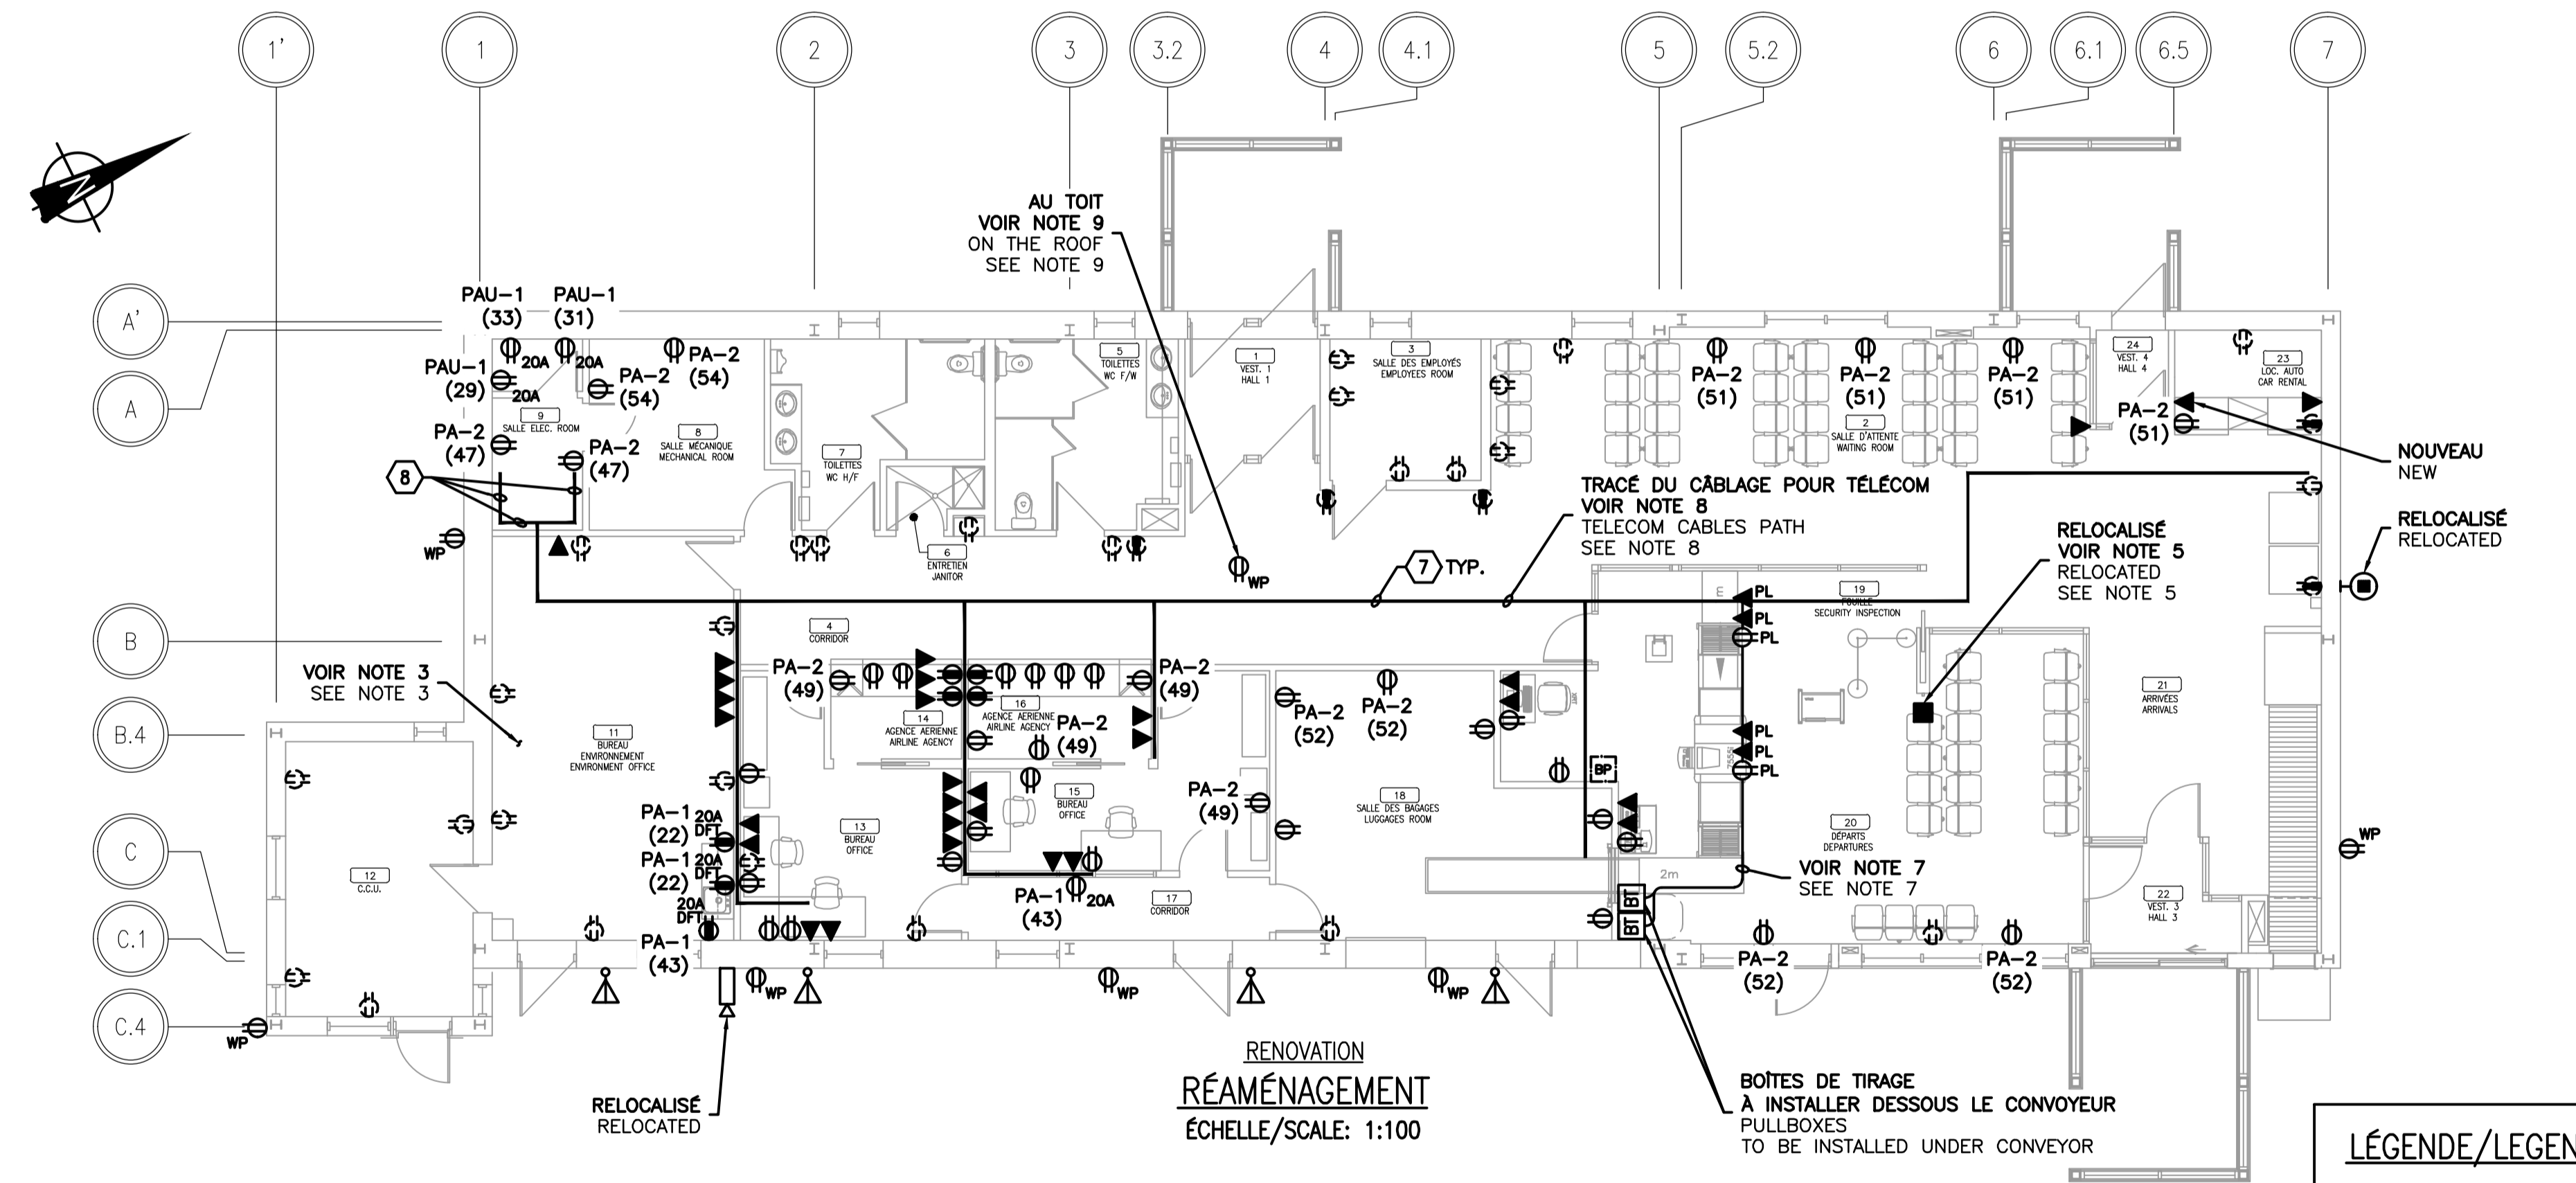 1'
1
2
3
3.2
4
4.1
5
5.2
6
6.1
6.5
7
A'
A
B
B.4
C
C.1
C.4
N
AU TOIT
VOIR NOTE 9
ON THE ROOF
SEE NOTE 9
PAU-1
(33)
PAU-1
(31)
20A
20A
PAU-1
(29)
20A
PA-2
(54)
PA-2
(54)
9
SALLE ELEC. ROOM
PA-2
(47)
PA-2
(47)
8
8
SALLE MÉCANIQUE
MECHANICAL ROOM
7
TOILETTES
WC H/F
5
TOILETTES
WC F/W
6
ENTRETIEN
JANITOR
1
VEST. 1
HALL 1
3
SALLE DES EMPLOYÉS
EMPLOYEES ROOM
PA-2
(51)
PA-2
(51)
PA-2
(51)
2
SALLE D'ATTENTE
WAITING ROOM
24
VEST. 4
HALL 4
23
LOC. AUTO
CAR RENTAL
PA-2
(51)
NOUVEAU
NEW
WP
WP
TRACÉ DU CÂBLAGE POUR TÉLÉCOM
VOIR NOTE 8
TELECOM CABLES PATH
SEE NOTE 8
7
TYP.
RELOCALISÉ
VOIR NOTE 5
RELOCATED
SEE NOTE 5
RELOCALISÉ
RELOCATED
VOIR NOTE 3
SEE NOTE 3
4
CORRIDOR
PA-2
(49)
14
AGENCE AERIENNE
AIRLINE AGENCY
16
AGENCE AERIENNE
AIRLINE AGENCY
PA-2
(49)
PA-2
(49)
11
BUREAU
ENVIRONNEMENT
ENVIRONMENT OFFICE
13
BUREAU
OFFICE
15
BUREAU
OFFICE
PA-2
(49)
PA-2
(52)
PA-2
(52)
18
SALLE DES BAGAGES
LUGGAGES ROOM
BP
m
PL
PL
PL
PL
PL
PL
19
FOUILLE
SECURITY INSPECTION
20
DÉPARTS
DEPARTURES
21
ARRIVÉES
ARRIVALS
22
VEST. 3
HALL 3
WP
VOIR NOTE 7
SEE NOTE 7
2m
BT
BT
12
C.C.U.
PA-1
(22)
20A
DFT
PA-1
(22)
20A
DFT
20A
DFT
PA-1
(43)
PA-1
(43)
20A
17
CORRIDOR
PA-2
(52)
PA-2
(52)
WP
WP
WP
WP
RELOCALISÉ
RELOCATED
RENOVATION
RÉAMÉNAGEMENT
ÉCHELLE/SCALE: 1:100
BOÎTES DE TIRAGE
À INSTALLER DESSOUS LE CONVOYEUR
PULLBOXES
TO BE INSTALLED UNDER CONVEYOR
LÉGENDE/LEGEN